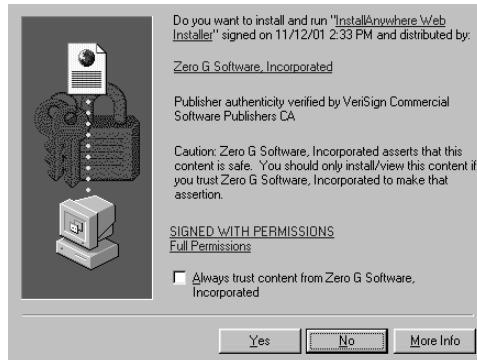 Do you want to install and run "InstallAnywhere Web
Installer" signed on 11/12/01 2:33 PM and distributed by:
Zero G Software, Incorporated
Publisher authenticity verified by VeriSign Commercial
Software Publishers CA
Caution: Zero G Software, Incorporated asserts that this
content is safe. You should only install/view this content if
you trust Zero G Software, Incorporated to make that
assertion.
SIGNED WITH PERMISSIONS
Full Permissions
Always trust content from Zero G Software,
Incorporated
Yes No More Info